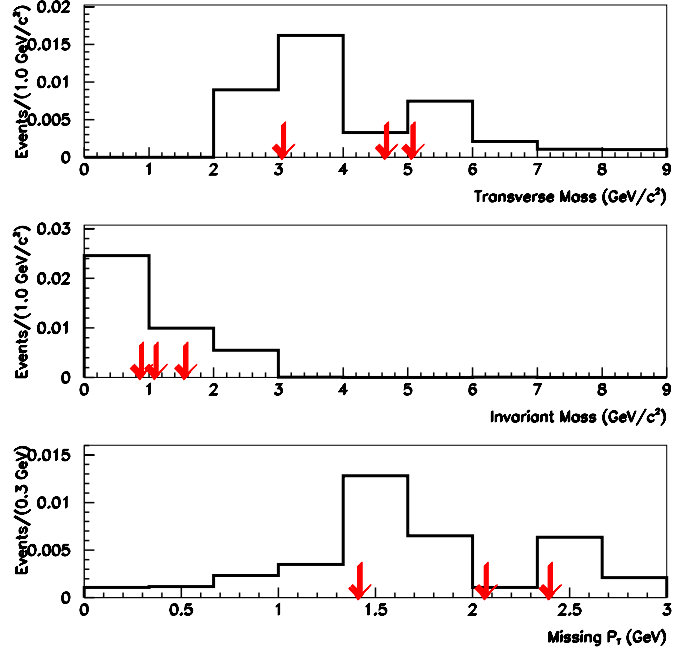 Events/(1.0 GeV/c²)
0.02
0.015
0.01
0.005
0
0 1 2 3 4 5 6 7 8 9
Transverse Mass (GeV/c²)
Events/(1.0 GeV/c²)
0.03
0.02
0.01
0
0 1 2 3 4 5 6 7 8 9
Invariant Mass (GeV/c²)
Events/(0.3 GeV)
0.015
0.01
0.005
0
0 0.5 1 1.5 2 2.5 3
Missing P_T (GeV)